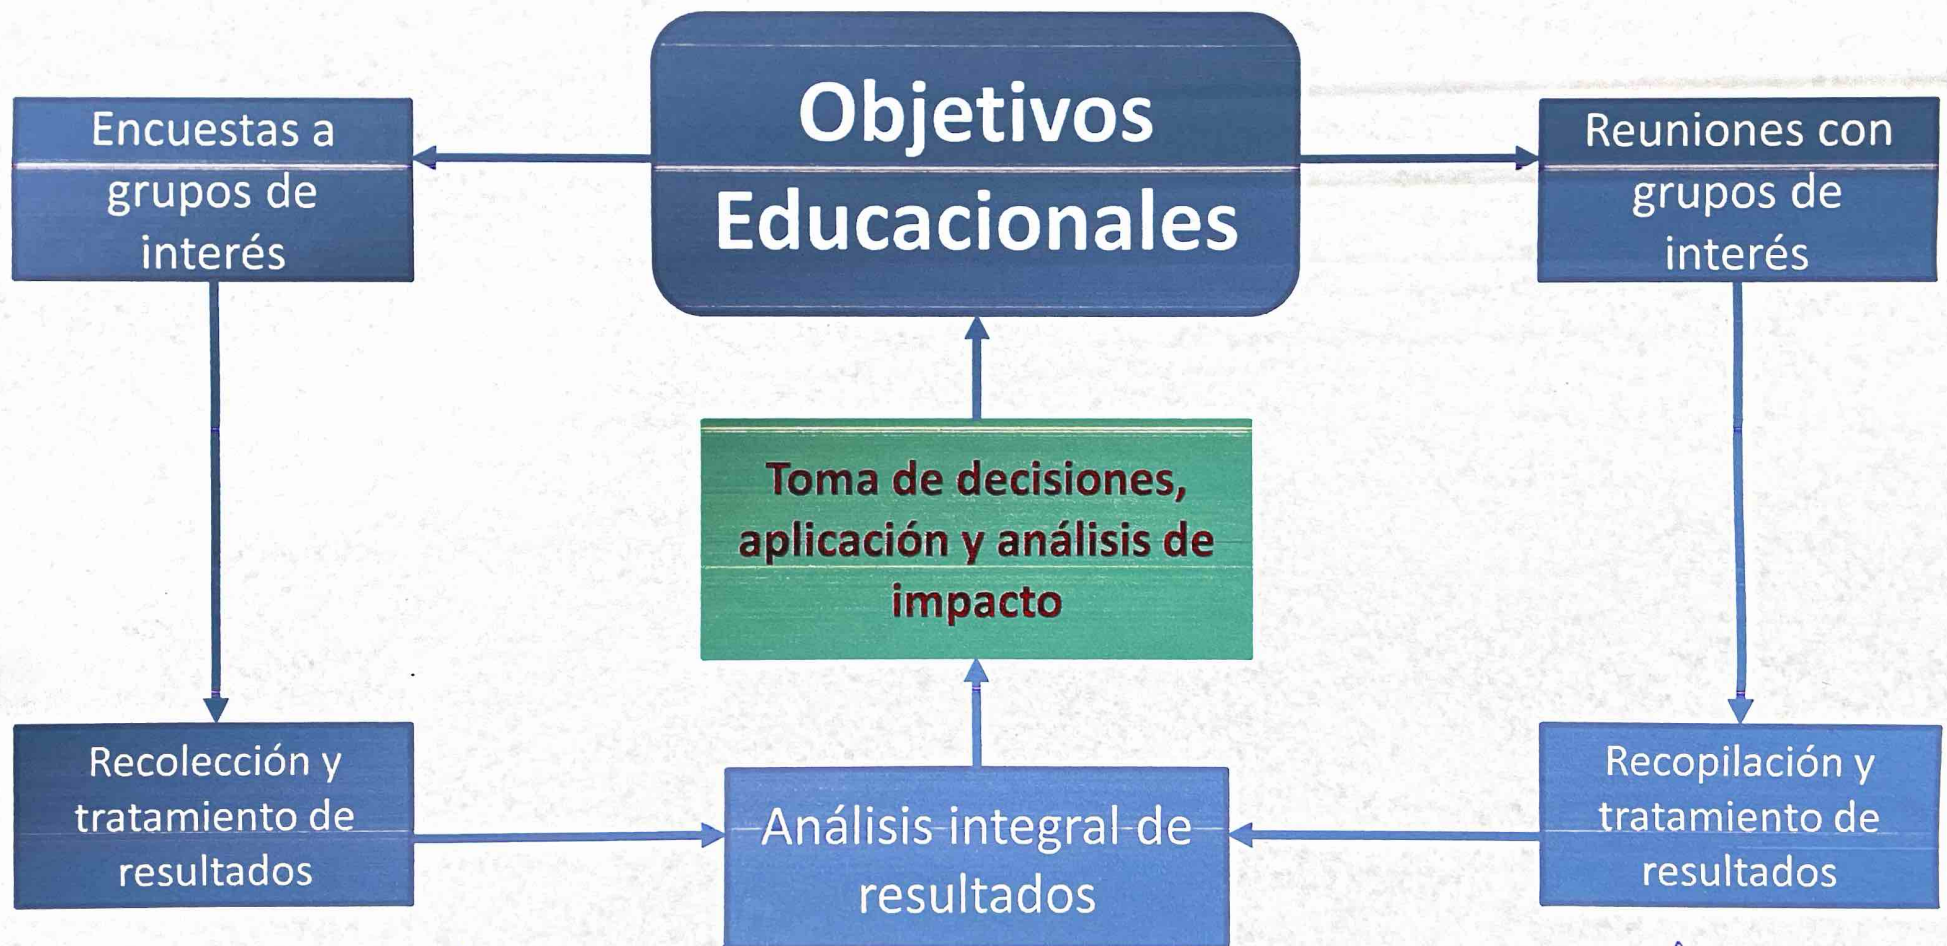 Objetivos
Educacionales
Encuestas a
grupos de
interés
Reuniones con
grupos de
interés
Toma de decisiones,
aplicación y análisis de
impacto
Recolección y
tratamiento de
resultados
Análisis integral de
resultados
Recopilación y
tratamiento de
resultados